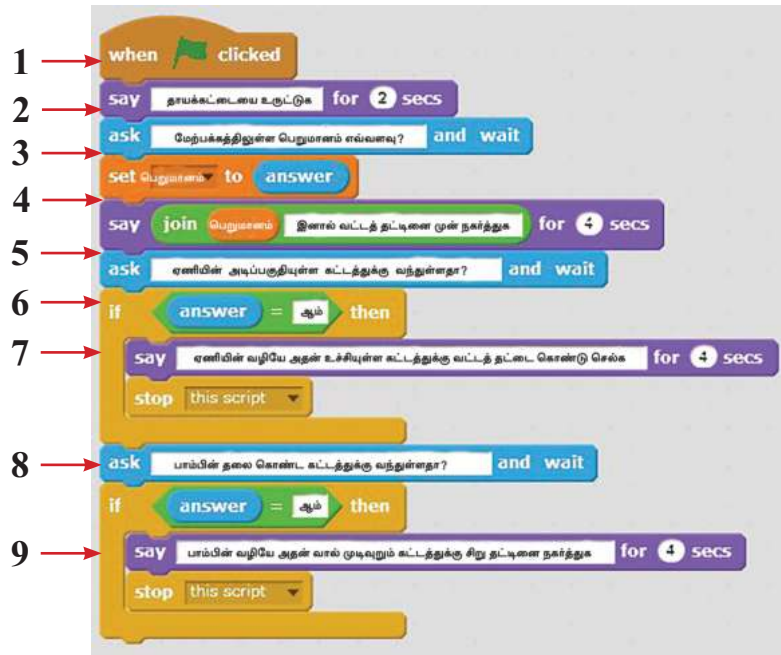 1 when clicked
2 say தாயக்கட்டையை உருட்டுக for 2 secs
3 ask மேற்பக்கத்திலுள்ள பெறுமானம் எவ்வளவு? and wait
set பெறுமானம் to answer
4 say join பெறுமானம் இனால் வட்டத் தட்டினை முன் நகர்த்துக for 4 secs
5 ask ஏணியின் அடிப்பகுதியுள்ள கட்டத்துக்கு வந்துள்ளதா? and wait
6 if answer = ஆம் then
7 say ஏணியின் வழியே அதன் உச்சியுள்ள கட்டத்துக்கு வட்டத் தட்டை கொண்டு செல்க for 4 secs
stop this script
8 ask பாம்பின் தலை கொண்ட கட்டத்துக்கு வந்துள்ளதா? and wait
if answer = ஆம் then
9 say பாம்பின் வழியே அதன் வால் முடிவுறும் கட்டத்துக்கு சிறு தட்டினை நகர்த்துக for 4 secs
stop this script